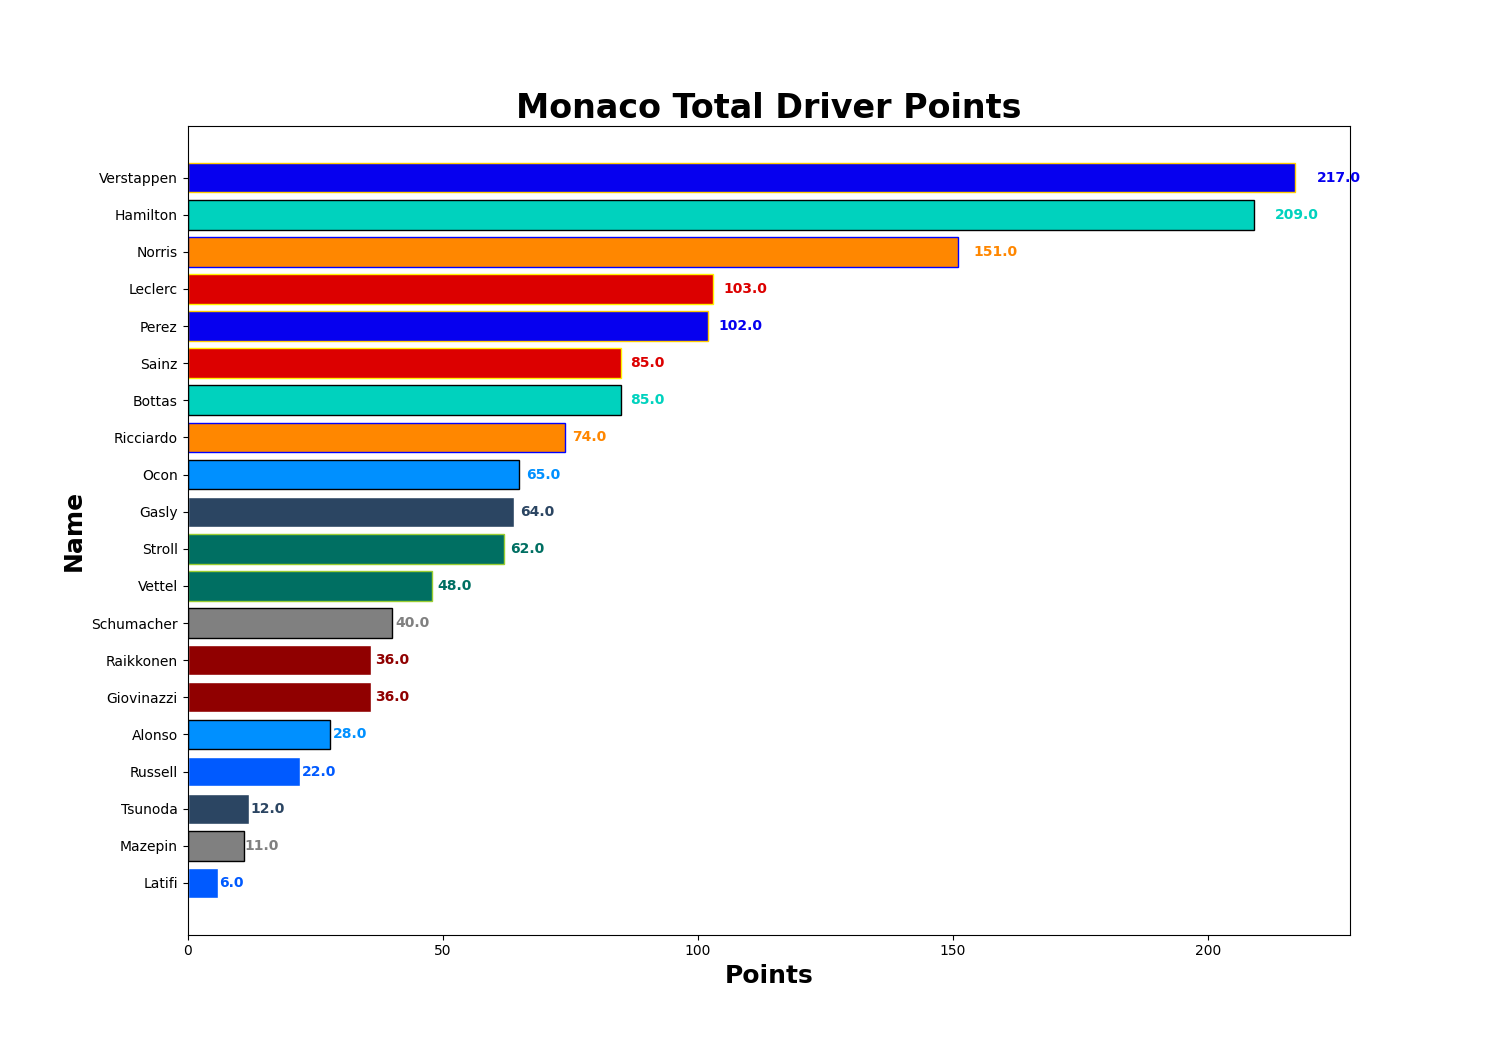 Monaco Total Driver Points
Verstappen 217.0
Hamilton 209.0
Norris 151.0
Leclerc 103.0
Perez 102.0
Sainz 85.0
Bottas 85.0
Ricciardo 74.0
Ocon 65.0
Gasly 64.0
Stroll 62.0
Vettel 48.0
Schumacher 40.0
Raikkonen 36.0
Giovinazzi 36.0
Alonso 28.0
Russell 22.0
Tsunoda 12.0
Mazepin 11.0
Latifi 6.0
Name
0 50 100 150 200
Points